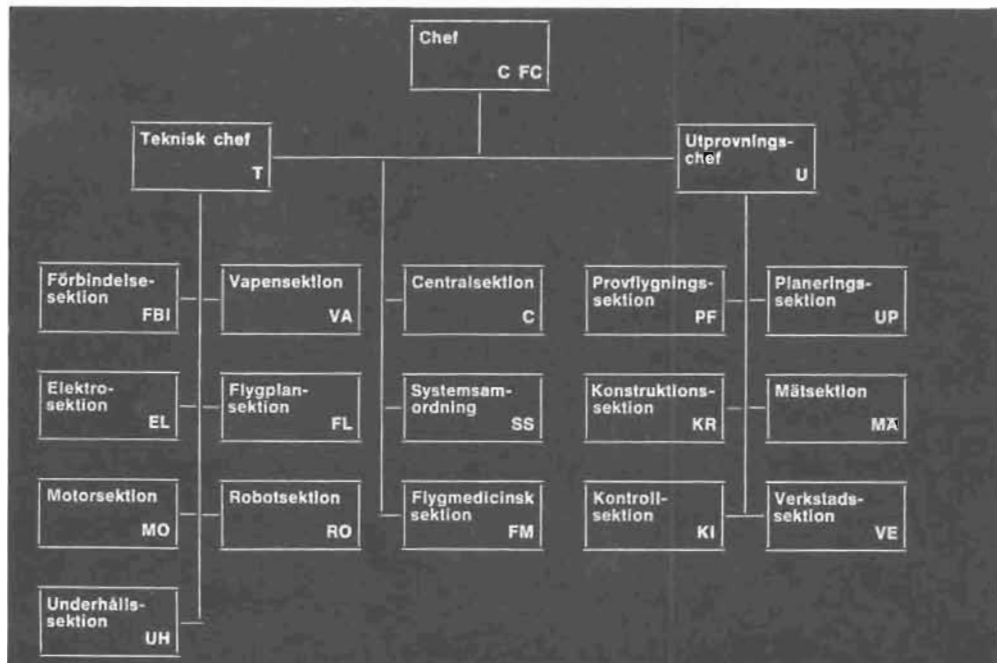 Chef
C FC
Teknisk chef
T
Utprovnings-
chef
U
Förbindelse-
sektion
FBI
Vapensektion
VA
Centralsektion
C
Provflygnings-
sektion
PF
Planerings-
sektion
UP
Elektro-
sektion
EL
Flygplan-
sektion
FL
Systemsam-
ordning
SS
Konstruktions-
sektion
KR
Mätsektion
MÄ
Motorsektion
MO
Robotsektion
RO
Flygmedicinsk
sektion
FM
Kontroll-
sektion
KI
Verkstads-
sektion
VE
Underhålls-
sektion
UH